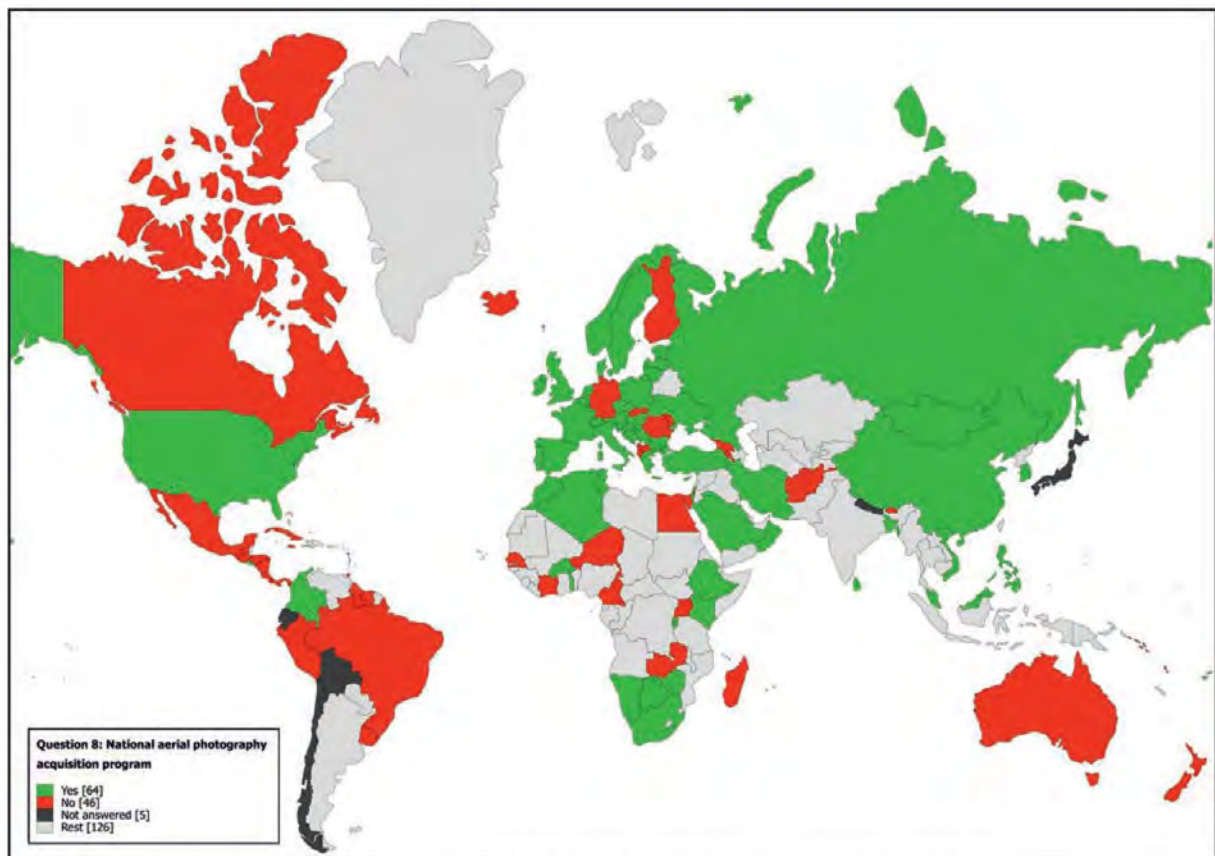 Question 8: National aerial photography
acquisition program
Yes [64]
No [46]
Not answered [5]
Rest [126]